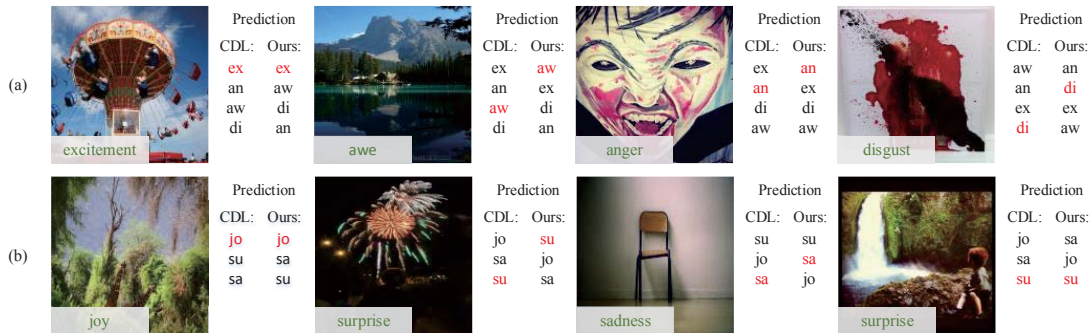 (a)
Prediction
CDL: Ours:
ex ex
an aw
aw di
di an
excitement
Prediction
CDL: Ours:
ex aw
an ex
aw di
di an
awe
Prediction
CDL: Ours:
ex an
an ex
di di
aw aw
anger
Prediction
CDL: Ours:
aw an
an di
ex ex
di aw
disgust
(b)
Prediction
CDL: Ours:
jo jo
su sa
sa su
joy
Prediction
CDL: Ours:
jo su
sa jo
su sa
surprise
Prediction
CDL: Ours:
su su
jo sa
sa jo
sadness
Prediction
CDL: Ours:
jo sa
sa jo
su su
surprise